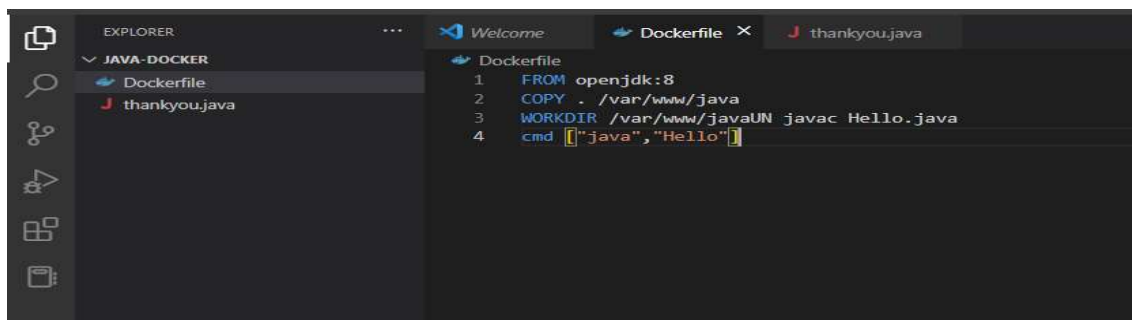 EXPLORER ...
JAVA-DOCKER
Dockerfile
thankyou.java
Welcome Dockerfile thankyou.java
Dockerfile
1 FROM openjdk:8
2 COPY . /var/www/java
3 WORKDIR /var/www/javaUN javac Hello.java
4 cmd ["java","Hello"]